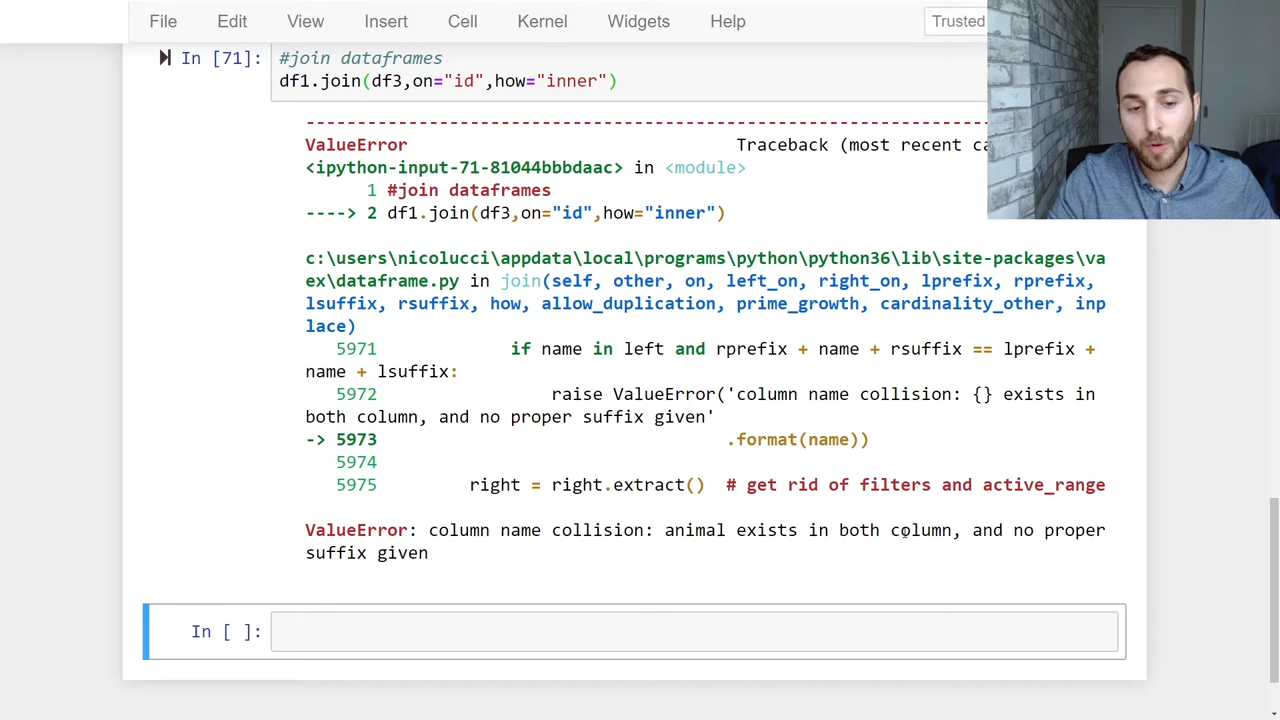 File Edit View Insert Cell Kernel Widgets Help Trusted
In [71]: #join dataframes
df1.join(df3,on="id",how="inner")
---------------------------------------------------------------------------
ValueError Traceback (most recent ca
<ipython-input-71-81044bbbdaac> in <module>
1 #join dataframes
----> 2 df1.join(df3,on="id",how="inner")
c:\users\nicolucci\appdata\local\programs\python\python36\lib\site-packages\va
ex\dataframe.py in join(self, other, on, left_on, right_on, lprefix, rprefix,
lsuffix, rsuffix, how, allow_duplication, prime_growth, cardinality_other, inp
lace)
5971 if name in left and rprefix + name + rsuffix == lprefix +
name + lsuffix:
5972 raise ValueError('column name collision: {} exists in
both column, and no proper suffix given'
-> 5973 .format(name))
5974
5975 right = right.extract() # get rid of filters and active_range
ValueError: column name collision: animal exists in both column, and no proper
suffix given
In [ ]: